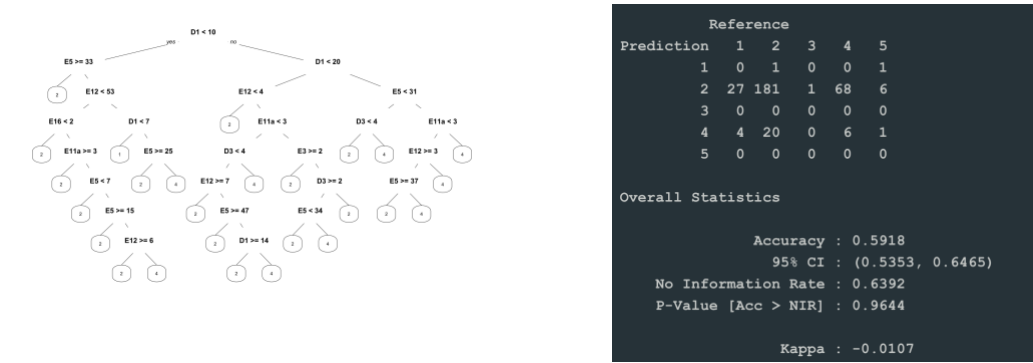 D1 < 10
yes no
E5 >= 33 D1 < 20
2 E12 < 53 E12 < 4 E5 < 31
E16 < 2 D1 < 7 2 E11a < 3 D3 < 4 E11a < 3
2 E11a >= 3 1 E5 >= 25 D3 < 4 E3 >= 2 2 4 E12 >= 3 4
2 E5 < 7 2 4 E12 >= 7 4 2 D3 >= 2 E5 >= 37 4
2 E5 >= 15 2 E5 >= 47 E5 < 34 2 2 4
2 E12 >= 6 2 D1 >= 14 2 4
2 4 2 4
Reference
Prediction 1 2 3 4 5
1 0 1 0 0 1
2 27 181 1 68 6
3 0 0 0 0 0
4 4 20 0 6 1
5 0 0 0 0 0
Overall Statistics
Accuracy : 0.5918
95% CI : (0.5353, 0.6465)
No Information Rate : 0.6392
P-Value [Acc > NIR] : 0.9644
Kappa : -0.0107